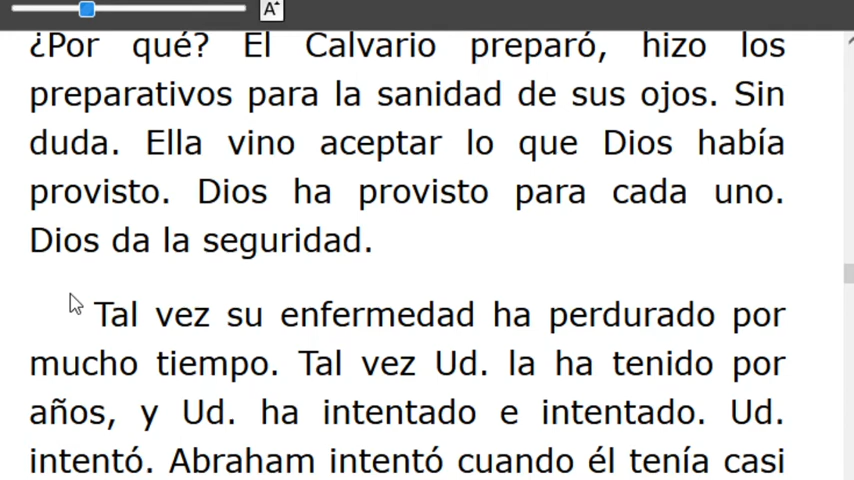 A
¿Por qué? El Calvario preparó, hizo los
preparativos para la sanidad de sus ojos. Sin
duda. Ella vino aceptar lo que Dios había
provisto. Dios ha provisto para cada uno.
Dios da la seguridad.
Tal vez su enfermedad ha perdurado por
mucho tiempo. Tal vez Ud. la ha tenido por
años, y Ud. ha intentado e intentado. Ud.
intentó. Abraham intentó cuando él tenía casi